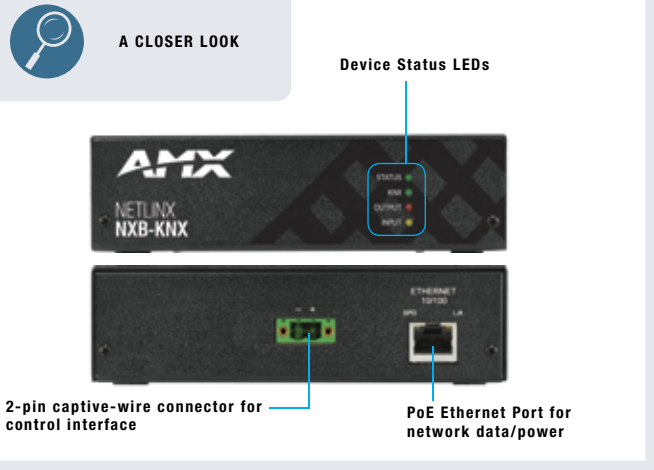 A CLOSER LOOK
Device Status LEDs
AMX
STATUS
KNX
OUTPUT
INPUT
NETLINX
NXB-KNX
ETHERNET
10/100
SPD L/A
- +
2-pin captive-wire connector for
control interface
PoE Ethernet Port for
network data/power